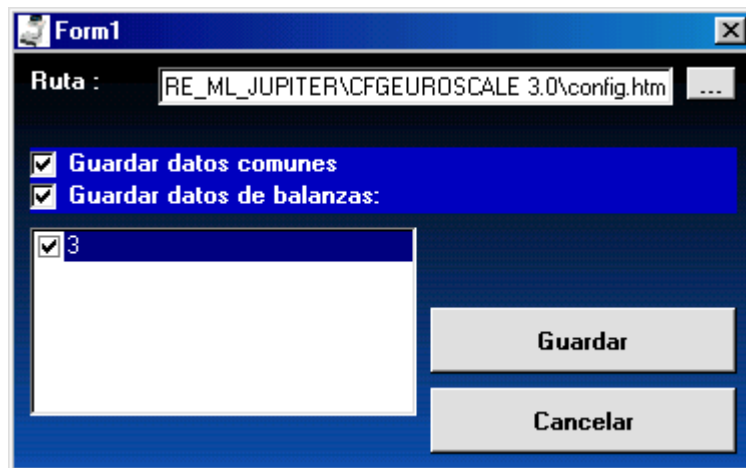 Form1
Ruta :
RE_ML_JUPITER\CFGEUROSCALE 3.0\config.htm
...
Guardar datos comunes
Guardar datos de balanzas:
3
Guardar
Cancelar